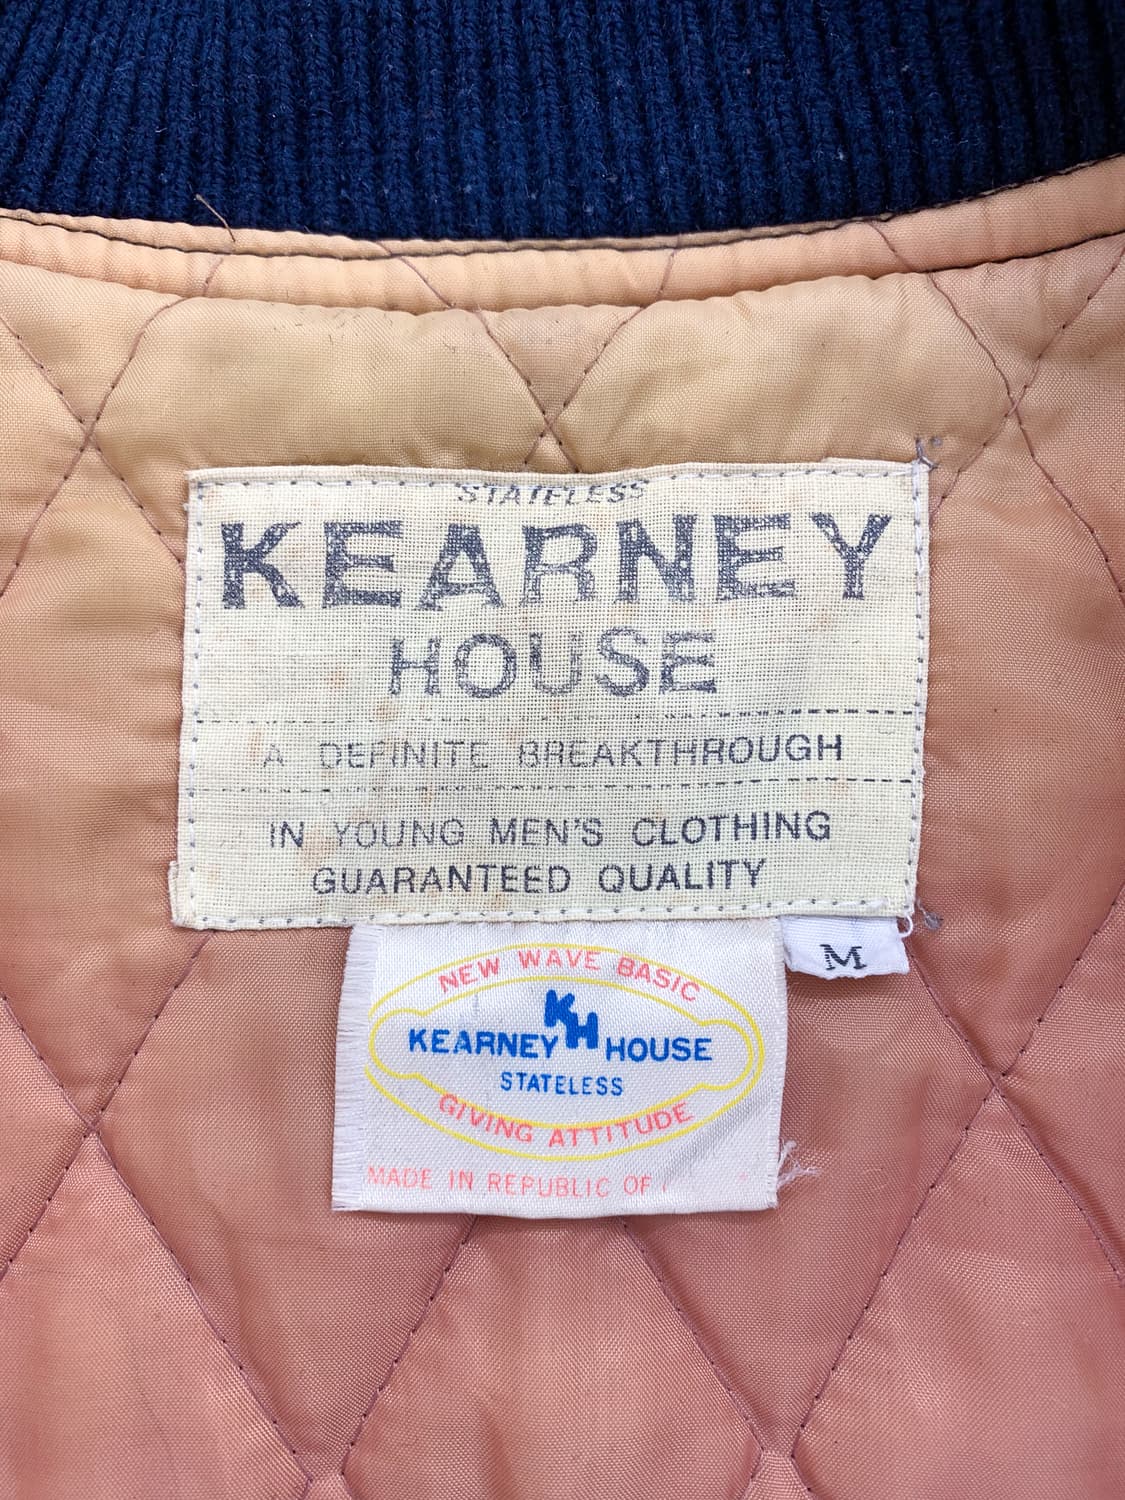 STATELESS
KEARNEY
HOUSE
A DEFINITE BREAKTHROUGH
IN YOUNG MEN'S CLOTHING
GUARANTEED QUALITY
M
NEW WAVE BASIC
KH
KEARNEY HOUSE
STATELESS
GIVING ATTITUDE
MADE IN REPUBLIC OF